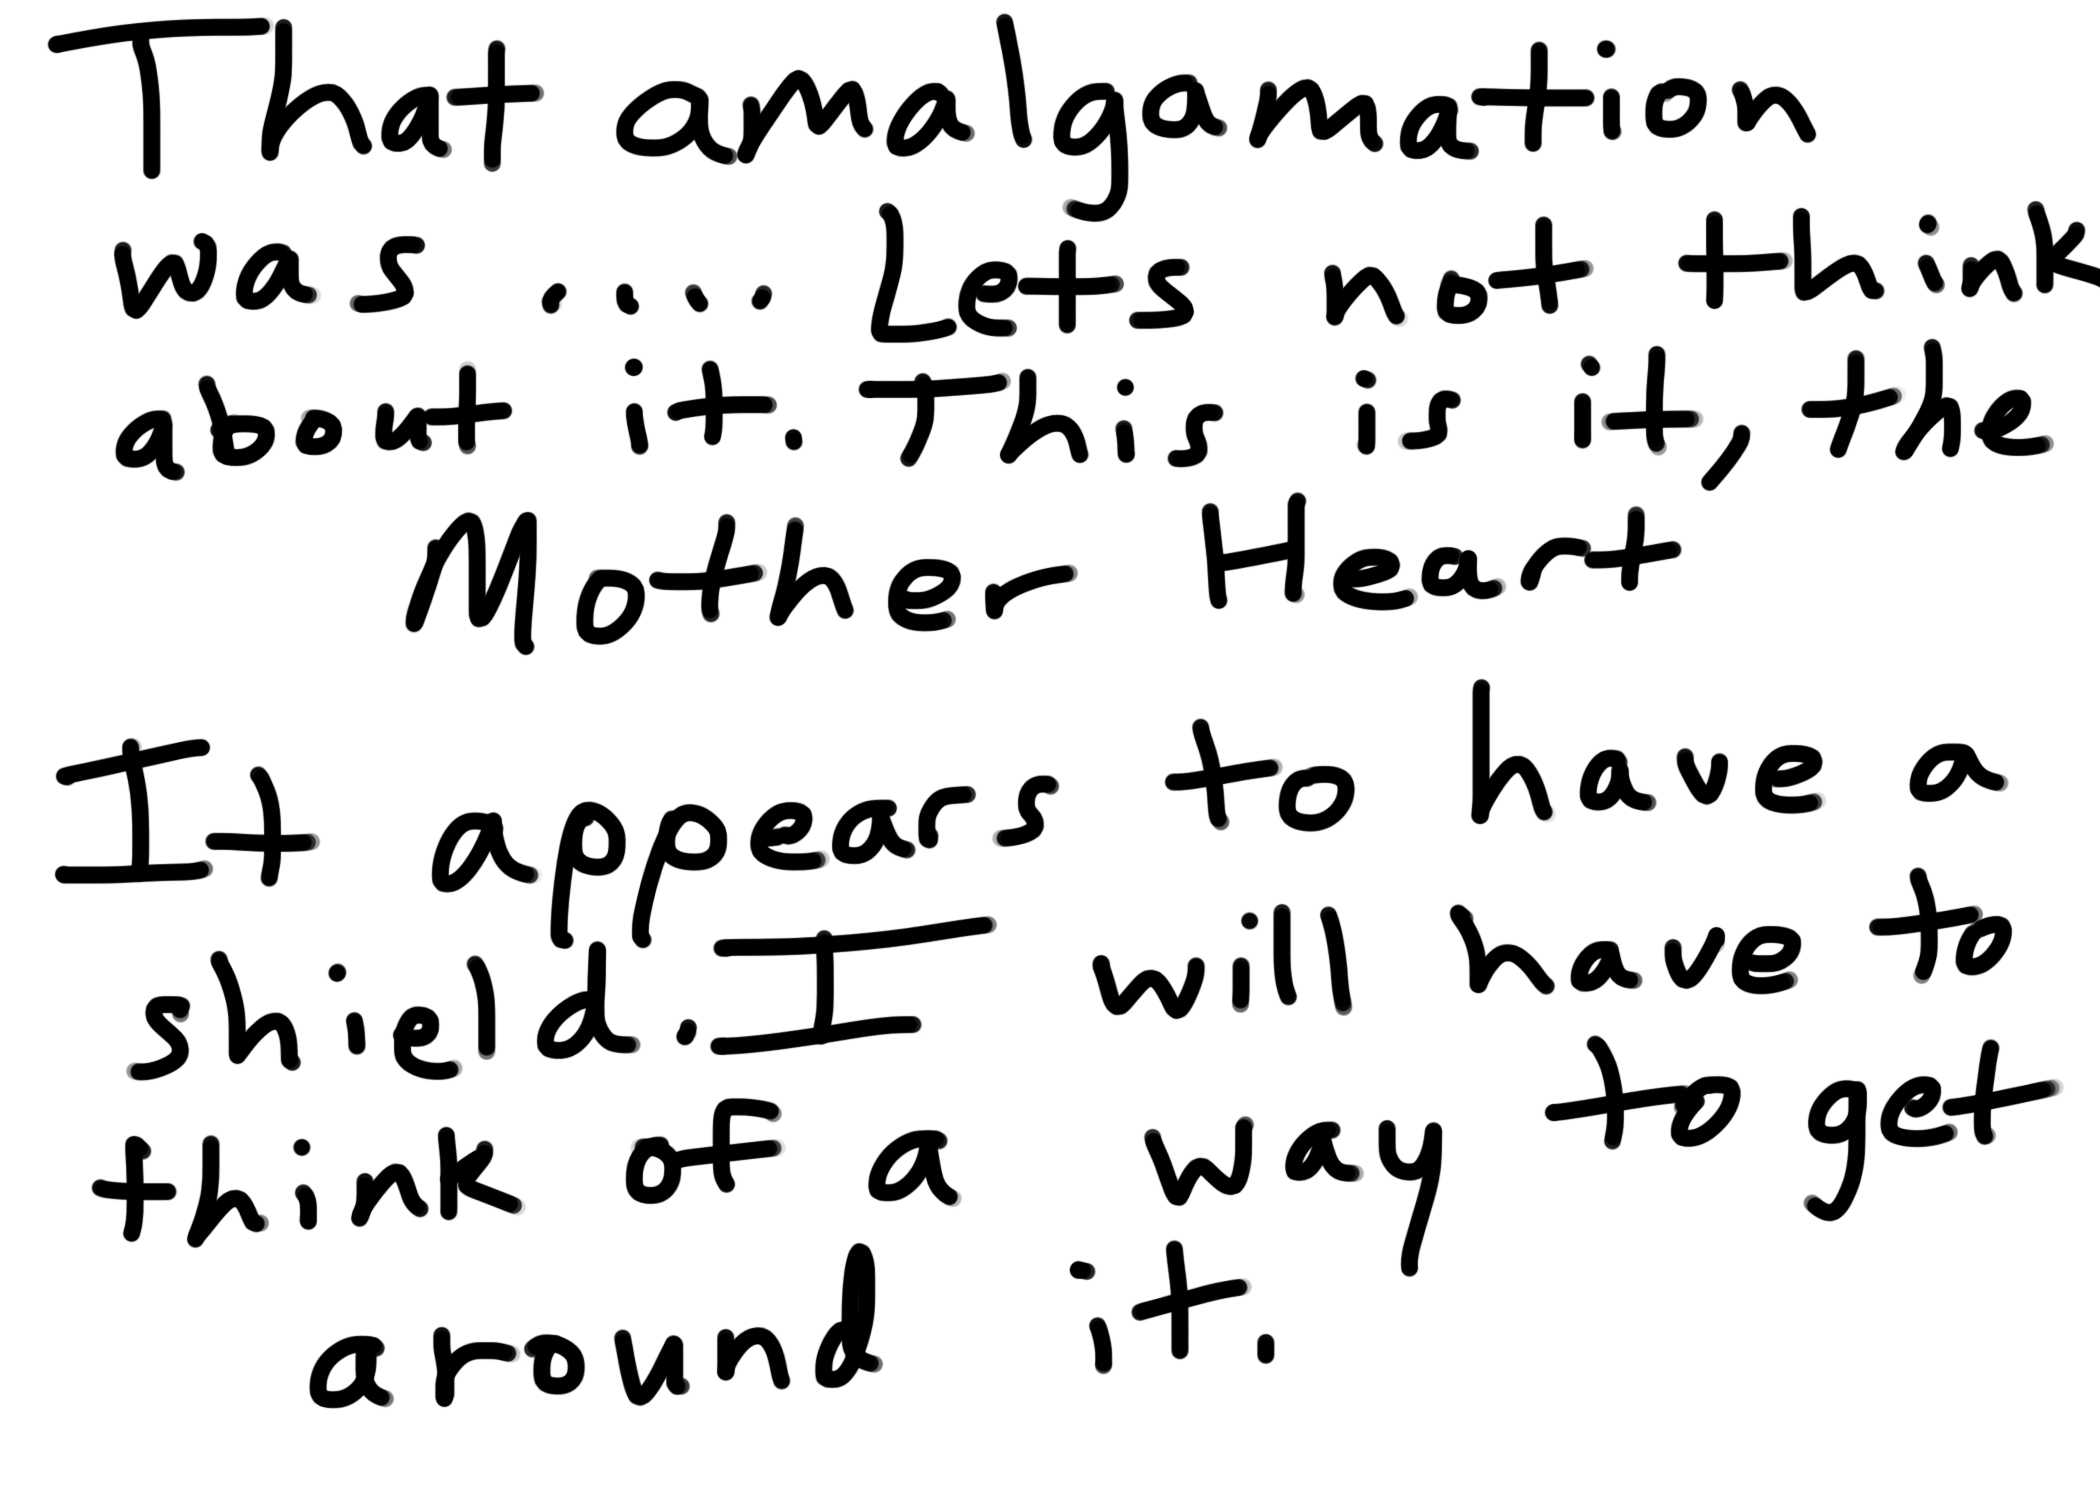 That amalgamation
was .... Lets not think
about it. This is it, the
Mother Heart
It appears to have a
shield. I will have to
think of a way to get
around it.